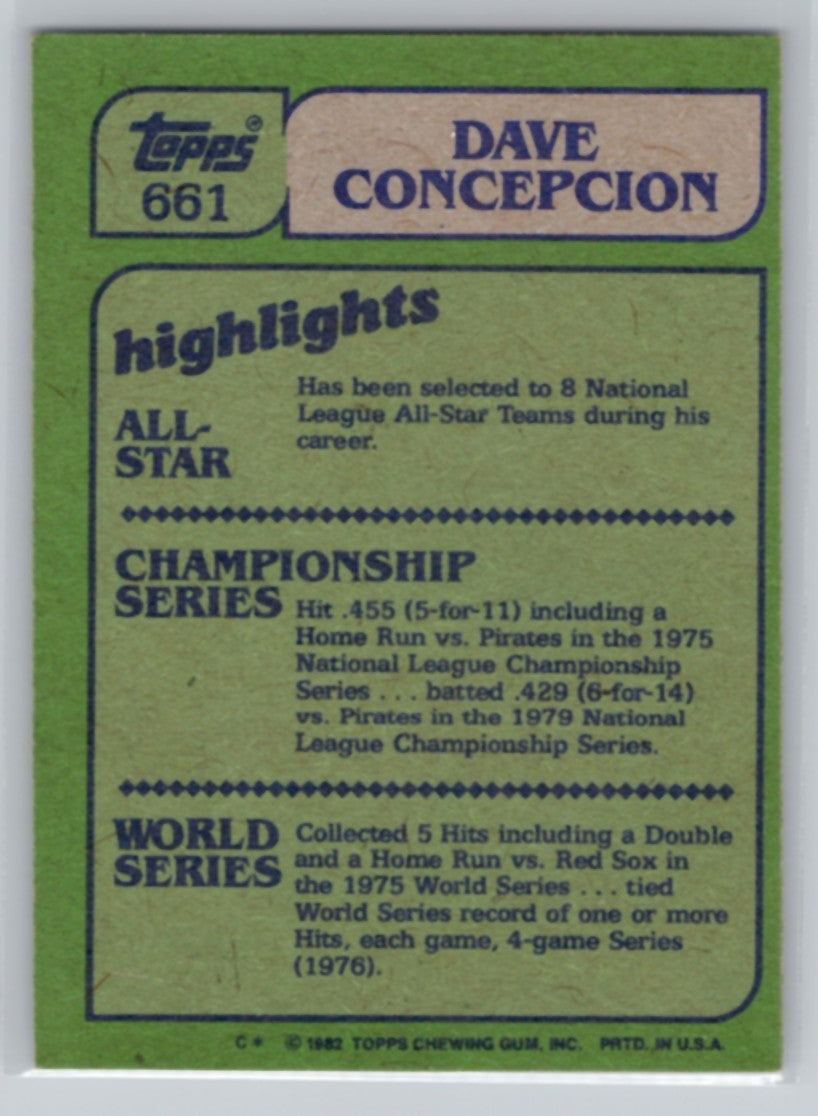 Topps®
661
DAVE
CONCEPCION
highlights
ALL-
STAR
Has been selected to 8 National
League All-Star Teams during his
career.
CHAMPIONSHIP
SERIES
Hit .455 (5-for-11) including a
Home Run vs. Pirates in the 1975
National League Championship
Series . . . batted .429 (6-for-14)
vs. Pirates in the 1979 National
League Championship Series.
WORLD
SERIES
Collected 5 Hits including a Double
and a Home Run vs. Red Sox in
the 1975 World Series . . . tied
World Series record of one or more
Hits, each game, 4-game Series
(1976).
C* © 1982 TOPPS CHEWING GUM, INC. PRTD. IN U.S.A.